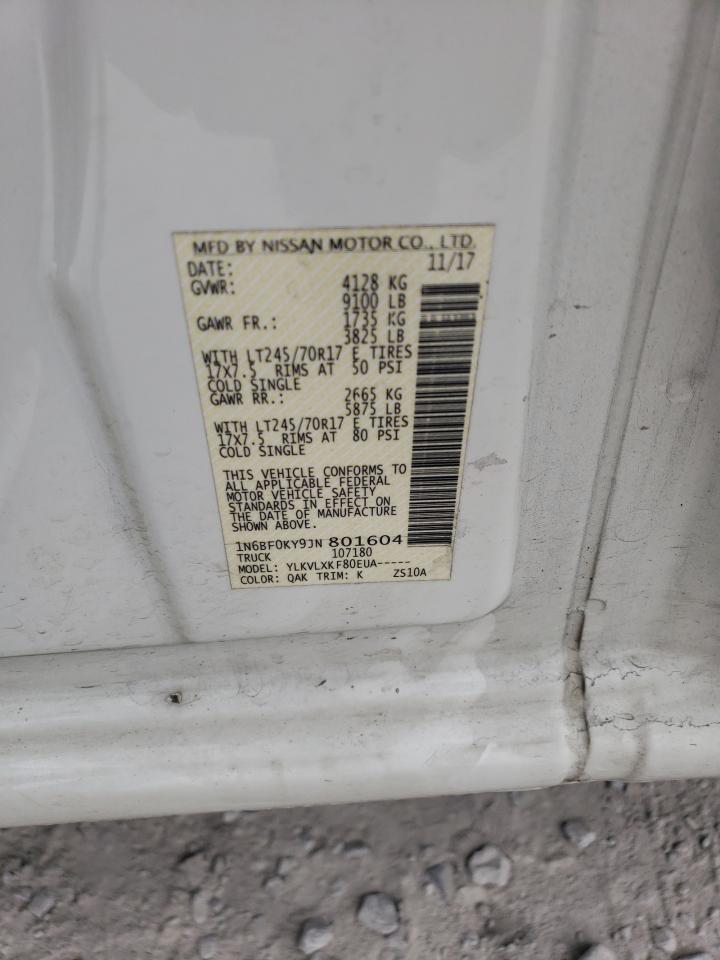 MFD BY NISSAN MOTOR CO., LTD.
DATE: 11/17
GVWR: 4128 KG
9100 LB
GAWR FR.: 1735 KG
3825 LB
WITH LT245/70R17 E TIRES
17X7.5 RIMS AT 50 PSI
COLD SINGLE
GAWR RR.: 2665 KG
5875 LB
WITH LT245/70R17 E TIRES
17X7.5 RIMS AT 80 PSI
COLD SINGLE
THIS VEHICLE CONFORMS TO
ALL APPLICABLE FEDERAL
MOTOR VEHICLE SAFETY
STANDARDS IN EFFECT ON
THE DATE OF MANUFACTURE
SHOWN ABOVE.
1N6BF0KY9JN 801604
TRUCK 107180
MODEL: YLKVLXKF80EUA-----
COLOR: QAK TRIM: K ZS10A